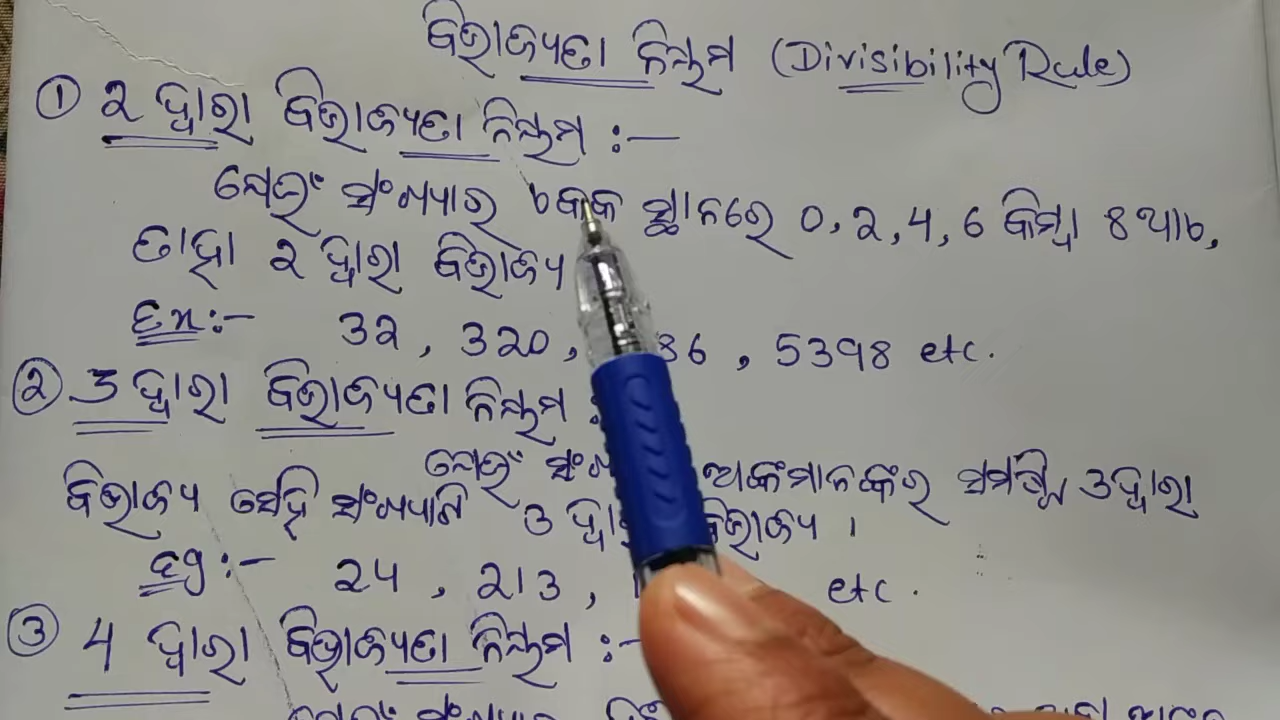 ବିଭାଜ୍ୟତା ନିୟମ (Divisibility Rule)
① 2 ଦ୍ୱାରା ବିଭାଜ୍ୟତା ନିୟମ :-
ଯେଉଁ ସଂଖ୍ୟାର ଏକକ ସ୍ଥାନରେ 0, 2, 4, 6 କିମ୍ବା 8 ଥାଏ,
ତାହା 2 ଦ୍ୱାରା ବିଭାଜ୍ୟ
Ex:- 32, 320, 36, 5398 etc.
② 3 ଦ୍ୱାରା ବିଭାଜ୍ୟତା ନିୟମ :
ଯେଉଁ ଅଙ୍କମାନଙ୍କର ସମଷ୍ଟି 3 ଦ୍ୱାରା
ବିଭାଜ୍ୟ ସେହି ସଂଖ୍ୟାଟି 3 ବିଭାଜ୍ୟ ।
Eg:- 24, 213, etc.
③ 4 ଦ୍ୱାରା ବିଭାଜ୍ୟତା ନିୟମ :-
ଯେଉଁ ସଂଖ୍ୟାର